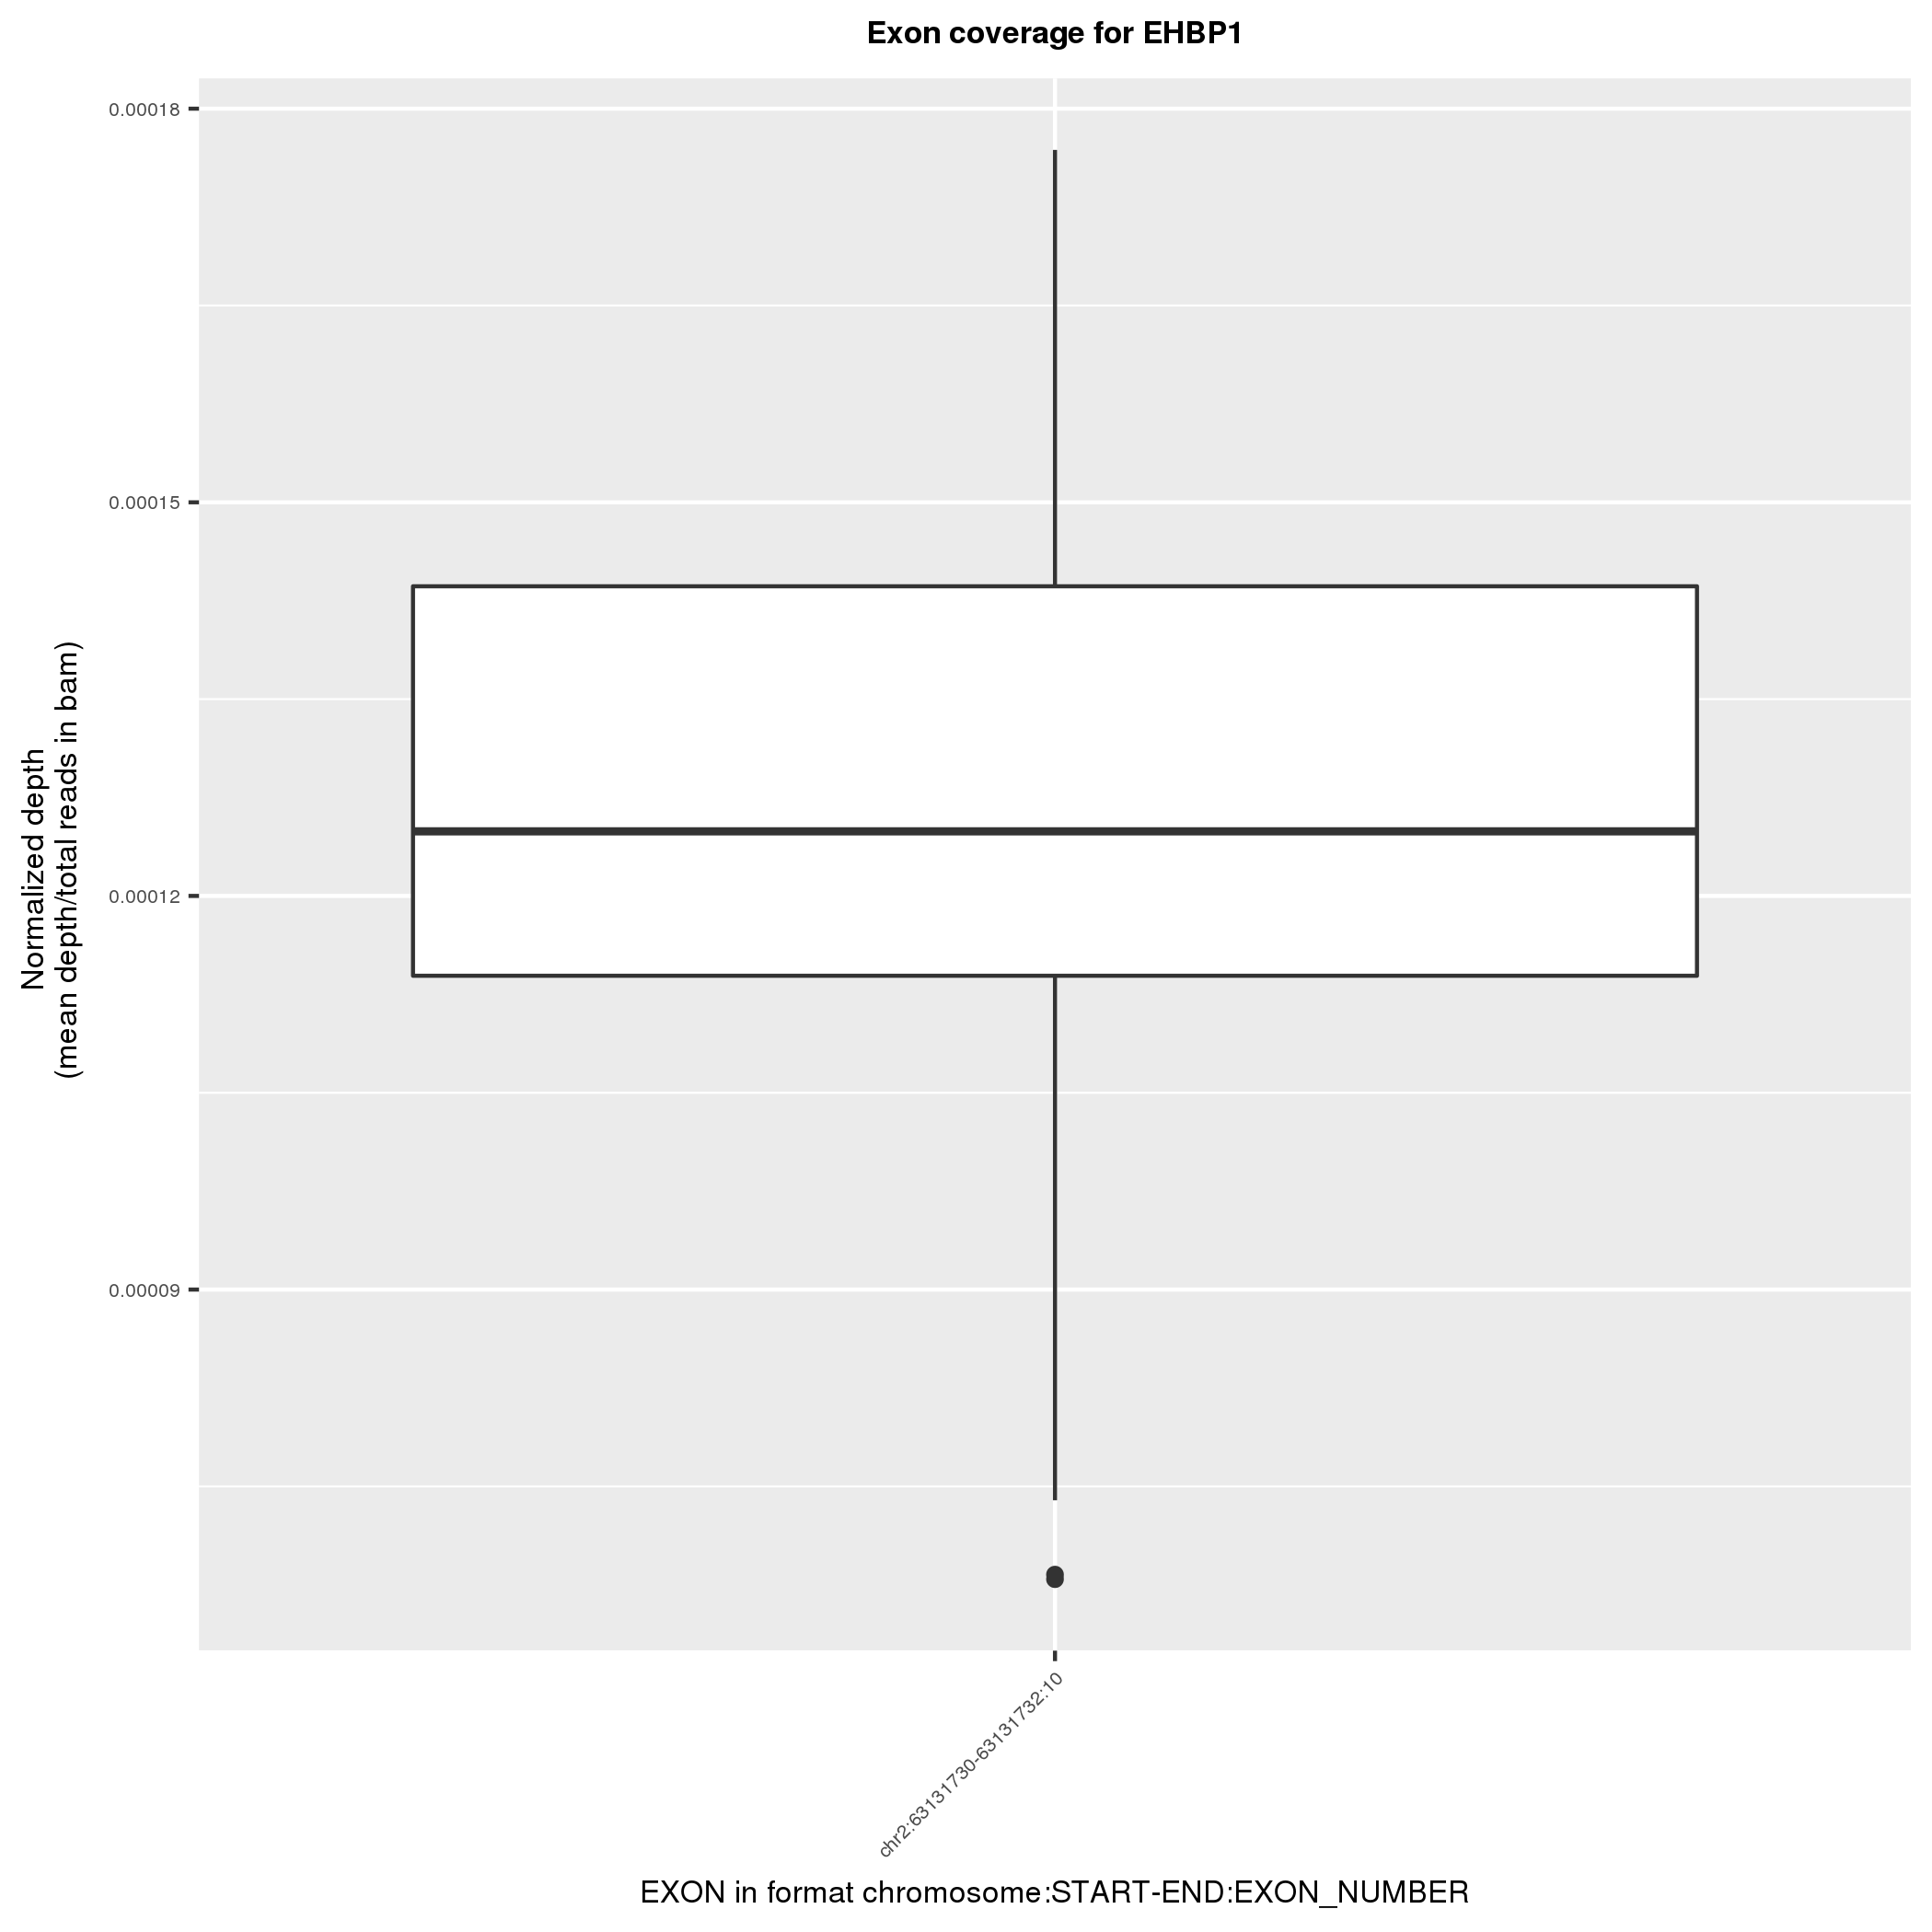 Exon coverage for EHBP1
Normalized depth
(mean depth/total reads in bam)
0.00018
0.00015
0.00012
0.00009
chr2:63131730-63131732:10
EXON in format chromosome:START-END:EXON_NUMBER